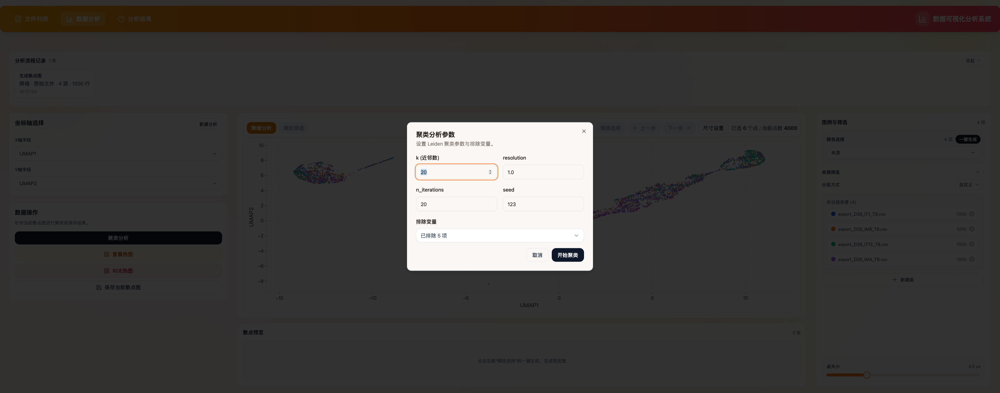 文件列表
数据分析
分析结果
数据可视化分析系统
分析流程记录 1 条
收起
生成散点图
降维 · 原始文件 · 4 源 · 1000 行
16:27:04
坐标轴选择
新建分析
X轴字段
UMAP1
Y轴字段
UMAP2
数据操作
针对当前散点图进行聚类或保存结果。
聚类分析
查看热图
ROE热图
保存当前散点图
降维分析
确定筛选
清除选择
← 上一步
下一步 →
尺寸设置
已选 0 个点 / 当前点数 4000
10
8
6
4
2
0
−2
−4
−6
−8
UMAP2
−15
−10
−5
0
5
10
UMAP1
聚类分析参数
设置 Leiden 聚类参数与排除变量。
k (近邻数)
resolution
20
1.0
n_iterations
seed
20
123
排除变量
已排除 5 项
取消
开始聚类
散点预览
0 张
点击右侧“颜色选择”的一键生成，生成预览图
图例与筛选
4 项
颜色选择
4 项
一键生成
来源
来源筛选
分组方式
自定义
未分组来源 (4)
export_D28_IT1_T8.csv 1000
export_D28_IM8_T8.csv 1000
export_D28_IT12_T8.csv 1000
export_D28_IM4_T8.csv 1000
新建组
点大小
4.5 px